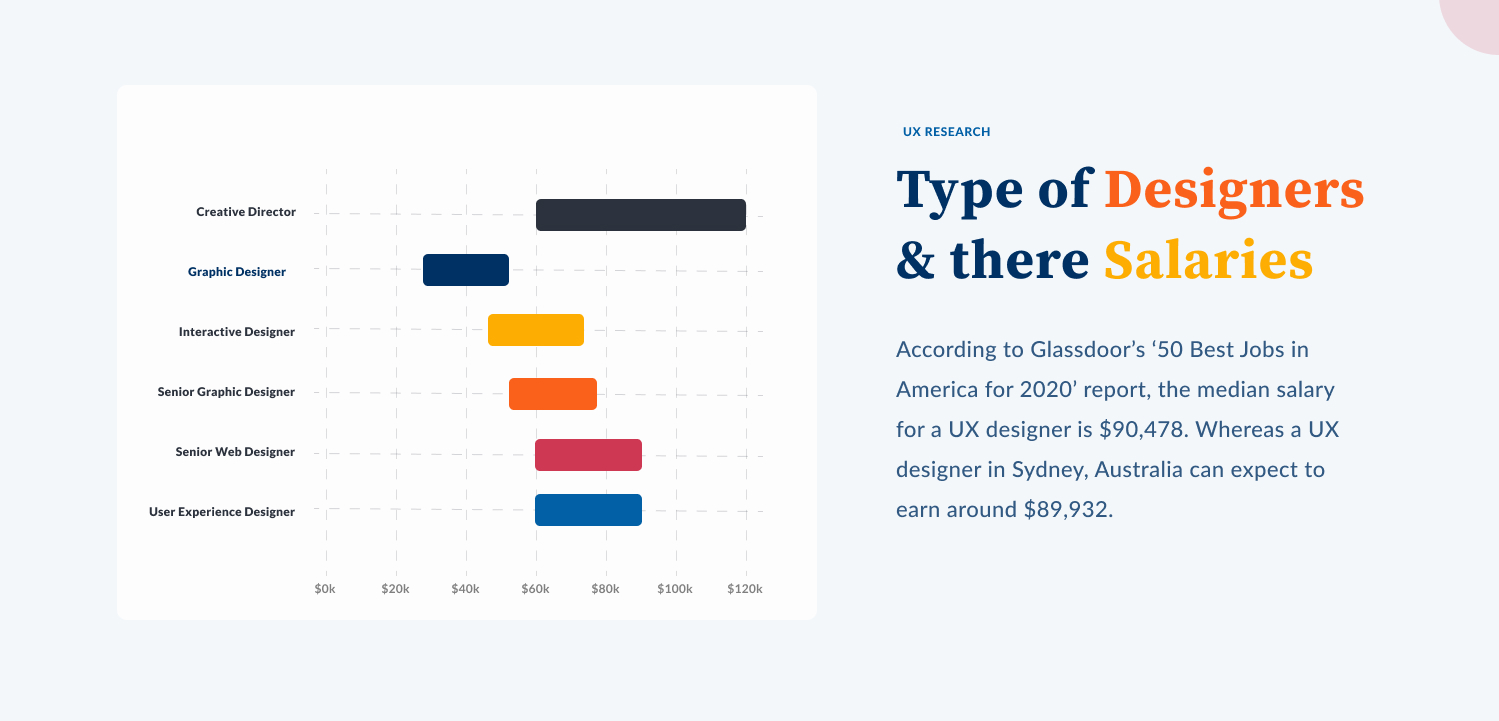 Creative Director
Graphic Designer
Interactive Designer
Senior Graphic Designer
Senior Web Designer
User Experience Designer
$0k $20k $40k $60k $80k $100k $120k
UX RESEARCH
Type of Designers
& there Salaries
According to Glassdoor’s ‘50 Best Jobs in
America for 2020’ report, the median salary
for a UX designer is $90,478. Whereas a UX
designer in Sydney, Australia can expect to
earn around $89,932.